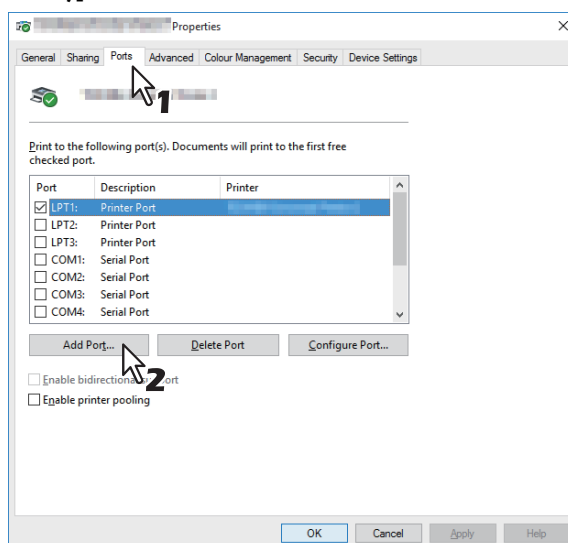 Properties
General Sharing Ports Advanced Colour Management Security Device Settings
1
Print to the following port(s). Documents will print to the first free
checked port.
Port Description Printer
LPT1: Printer Port
LPT2: Printer Port
LPT3: Printer Port
COM1: Serial Port
COM2: Serial Port
COM3: Serial Port
COM4: Serial Port
Add Port... Delete Port Configure Port...
2
Enable
Enable printer pooling
OK Cancel Apply Help